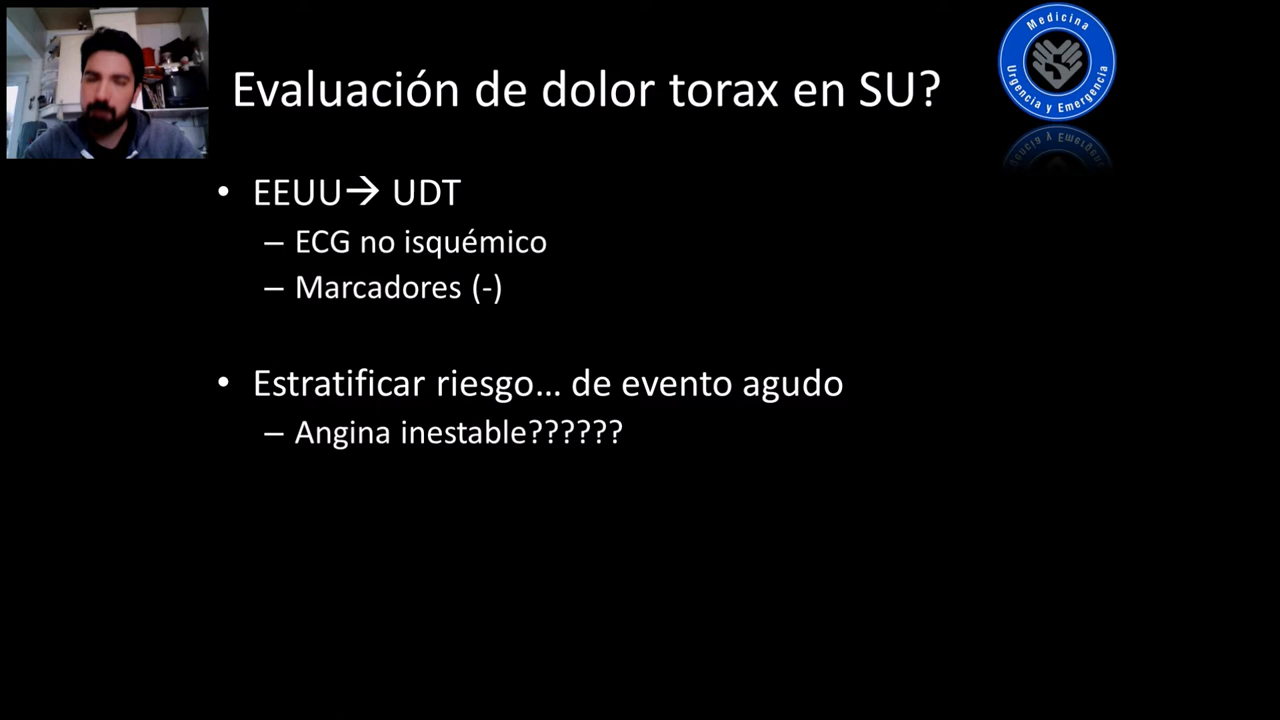 Evaluación de dolor torax en SU?
Medicina
Urgencia y Emergencia
• EEUU→ UDT
– ECG no isquémico
– Marcadores (-)
• Estratificar riesgo... de evento agudo
– Angina inestable??????